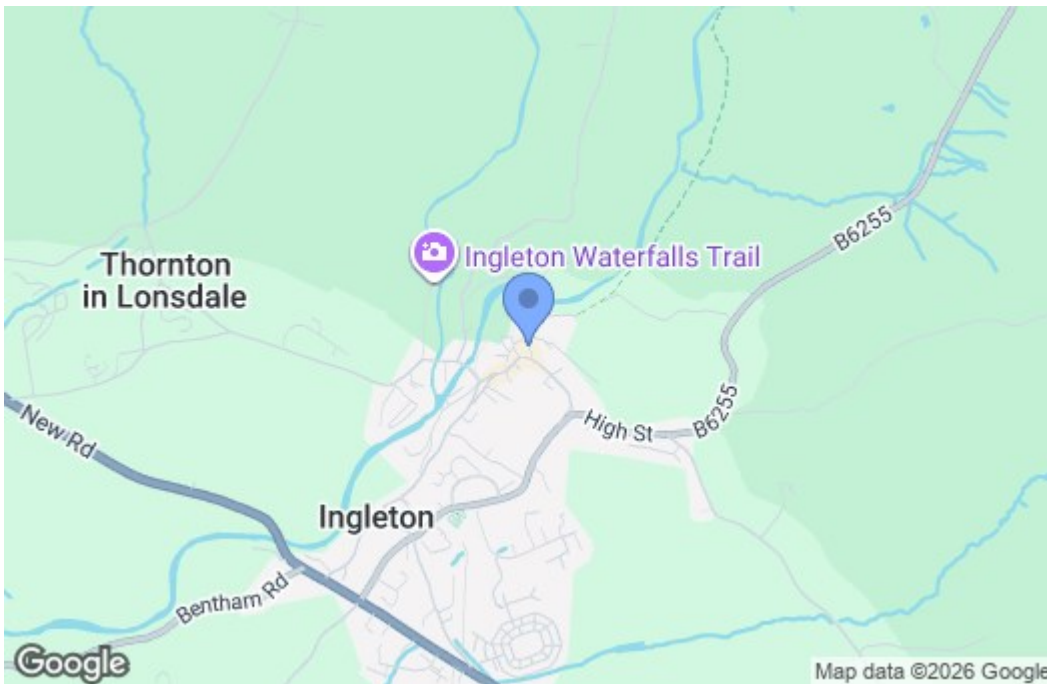 B6255
Ingleton Waterfalls Trail
Thornton
in Lonsdale
New Rd
High St
B6255
Ingleton
Bentham Rd
Google
Map data ©2026 Google